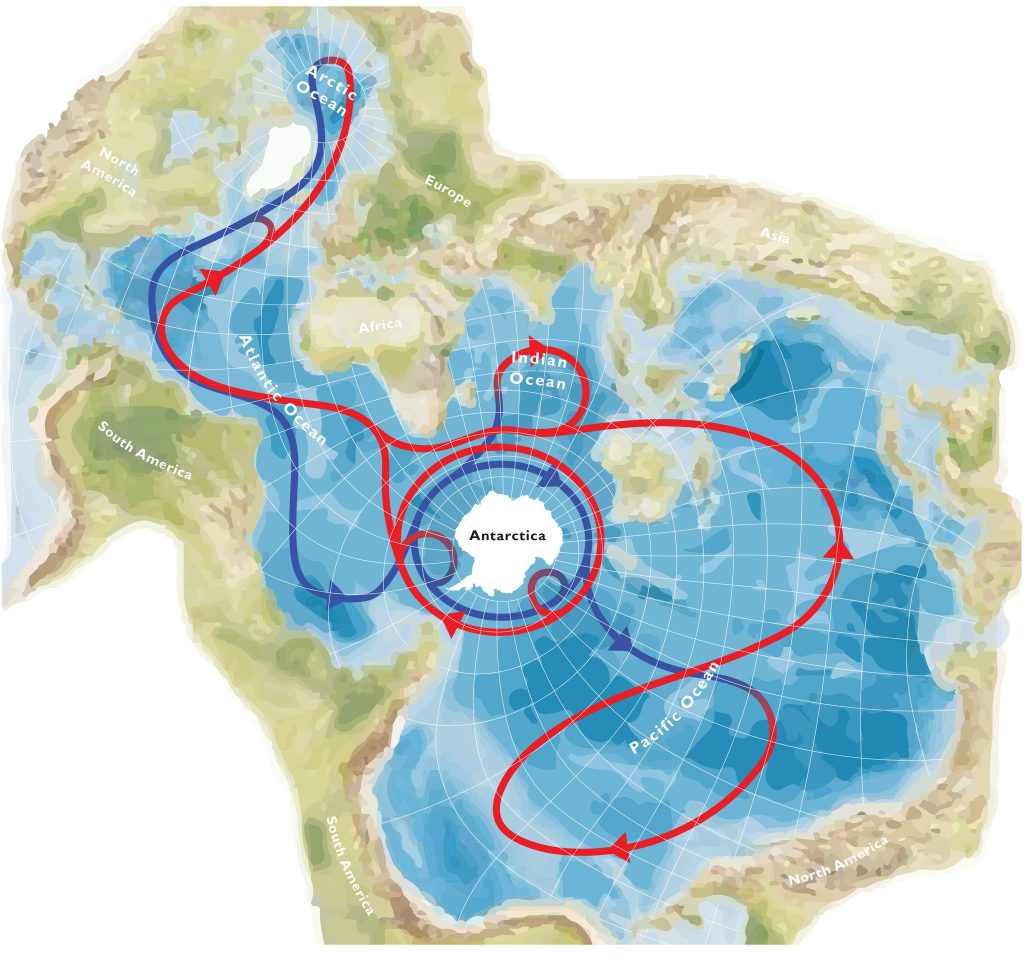 Arctic
Ocean
North
America
Europe
Asia
Africa
Indian
Ocean
Atlantic Ocean
South America
Antarctica
Pacific Ocean
South America
North America